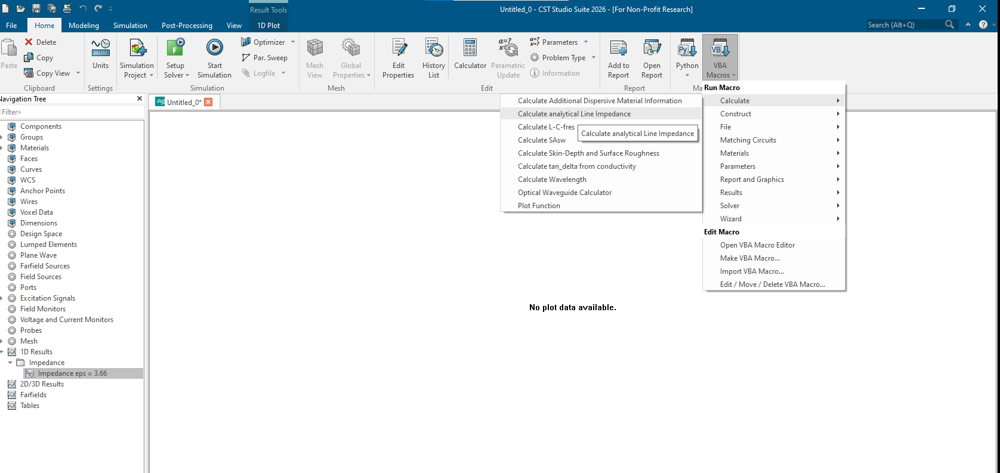 Result Tools
Untitled_0 - CST Studio Suite 2026 - [For Non-Profit Research]
File Home Modeling Simulation Post-Processing View 1D Plot
Search (Alt+Q)
Paste
Delete
Copy
Copy View
Clipboard
Units
Settings
Simulation Project
Setup Solver
Start Simulation
Optimizer
Par. Sweep
Logfile
Simulation
Mesh View
Global Properties
Mesh
Edit Properties
History List
Calculator
Parametric Update
Parameters
Problem Type
Information
Edit
Add to Report
Open Report
Report
Python
VBA Macros
Ma
Navigation Tree
<Filter>
Components
Groups
Materials
Faces
Curves
WCS
Anchor Points
Wires
Voxel Data
Dimensions
Design Space
Lumped Elements
Plane Wave
Farfield Sources
Field Sources
Ports
Excitation Signals
Field Monitors
Voltage and Current Monitors
Probes
Mesh
1D Results
Impedance
Impedance eps = 3.66
2D/3D Results
Farfields
Tables
Untitled_0*
Calculate Additional Dispersive Material Information
Calculate analytical Line Impedance
Calculate L-C-fres
Calculate analytical Line Impedance
Calculate SAsw
Calculate Skin-Depth and Surface Roughness
Calculate tan_delta from conductivity
Calculate Wavelength
Optical Waveguide Calculator
Plot Function
Run Macro
Calculate
Construct
File
Matching Circuits
Materials
Parameters
Report and Graphics
Results
Solver
Wizard
Edit Macro
Open VBA Macro Editor
Make VBA Macro...
Import VBA Macro...
Edit / Move / Delete VBA Macro...
No plot data available.